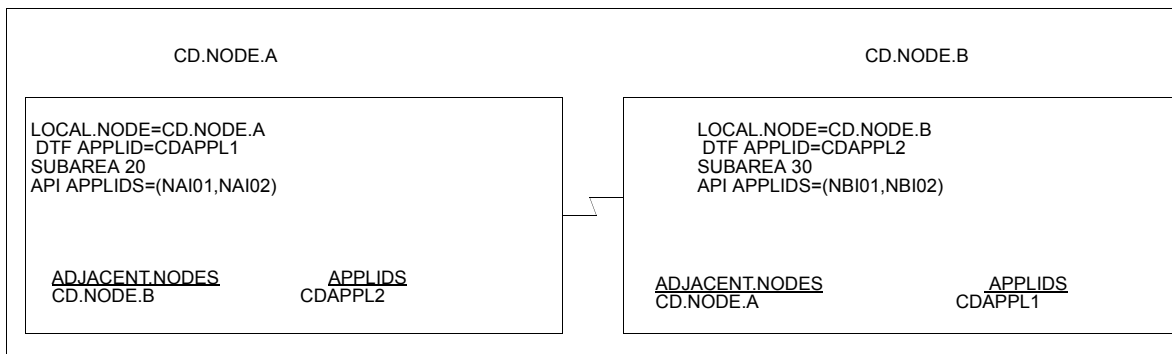 CD.NODE.A
CD.NODE.B
LOCAL.NODE=CD.NODE.A
DTF APPLID=CDAPPL1
SUBAREA 20
API APPLIDS=(NAI01,NAI02)
ADJACENT.NODES APPLIDS
CD.NODE.B CDAPPL2
LOCAL.NODE=CD.NODE.B
DTF APPLID=CDAPPL2
SUBAREA 30
API APPLIDS=(NBI01,NBI02)
ADJACENT.NODES APPLIDS
CD.NODE.A CDAPPL1